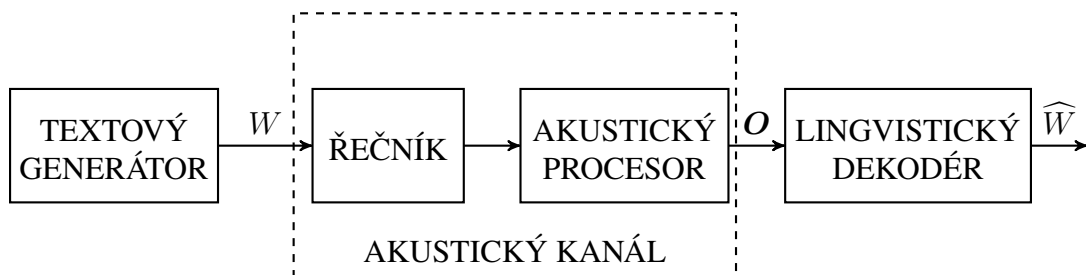 TEXTOVÝ
GENERÁTOR
W
ŘEČNÍK
AKUSTICKÝ
PROCESOR
O
LINGVISTICKÝ
DEKODÉR
Ŵ
AKUSTICKÝ KANÁL